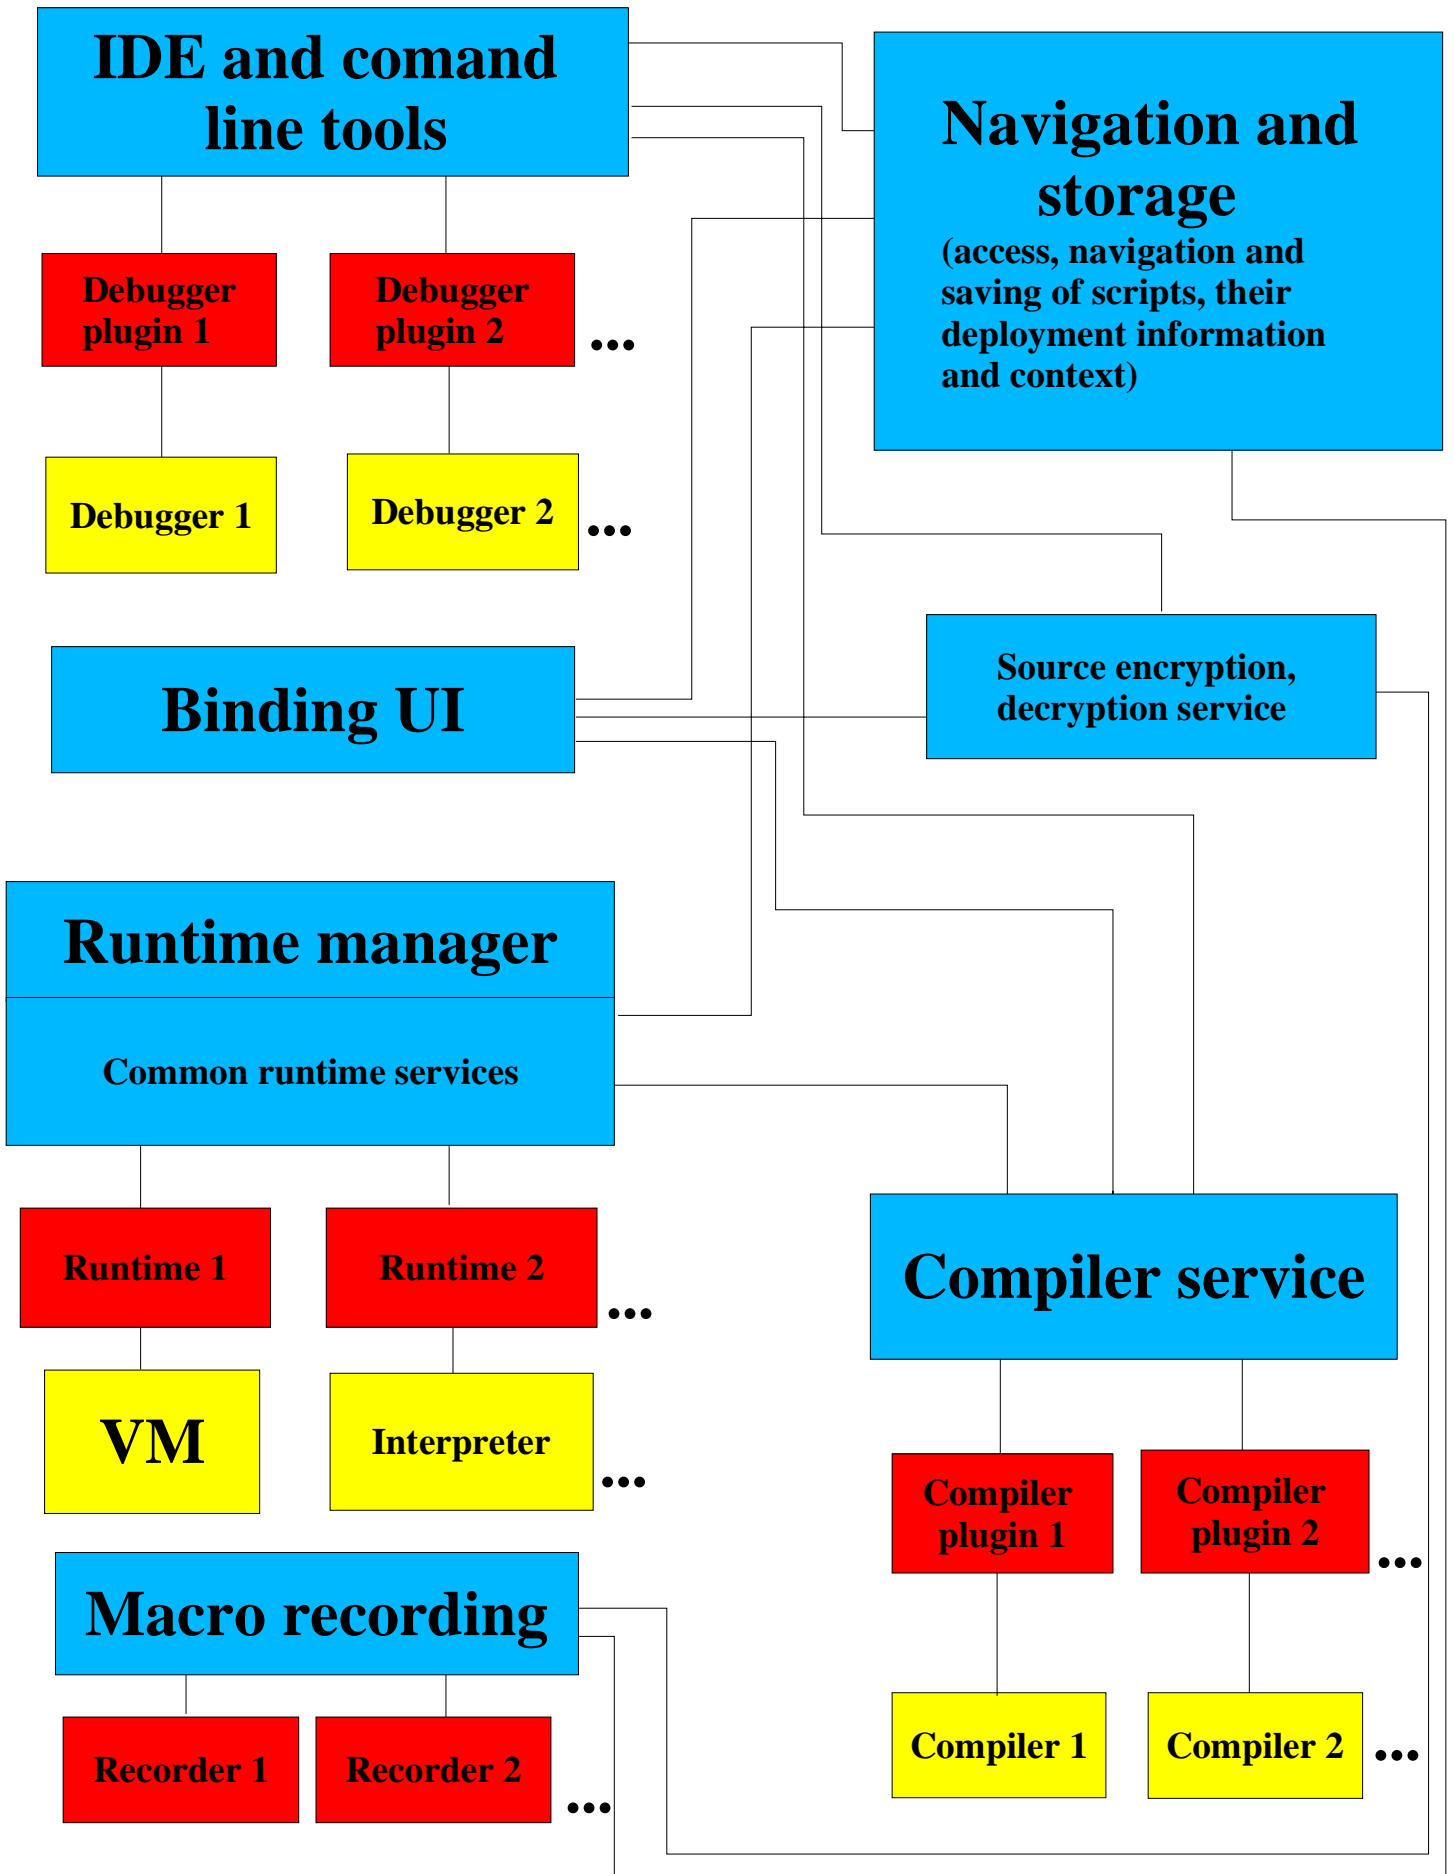 IDE and comand
line tools
Navigation and
storage
(access, navigation and
saving of scripts, their
deployment information
and context)
Debugger
plugin 1
Debugger
plugin 2
...
Debugger 1
Debugger 2
...
Binding UI
Source encryption,
decryption service
Runtime manager
Common runtime services
Runtime 1
Runtime 2
...
Compiler service
VM
Interpreter
...
Compiler
plugin 1
Compiler
plugin 2
...
Macro recording
Recorder 1
Recorder 2
...
Compiler 1
Compiler 2
...